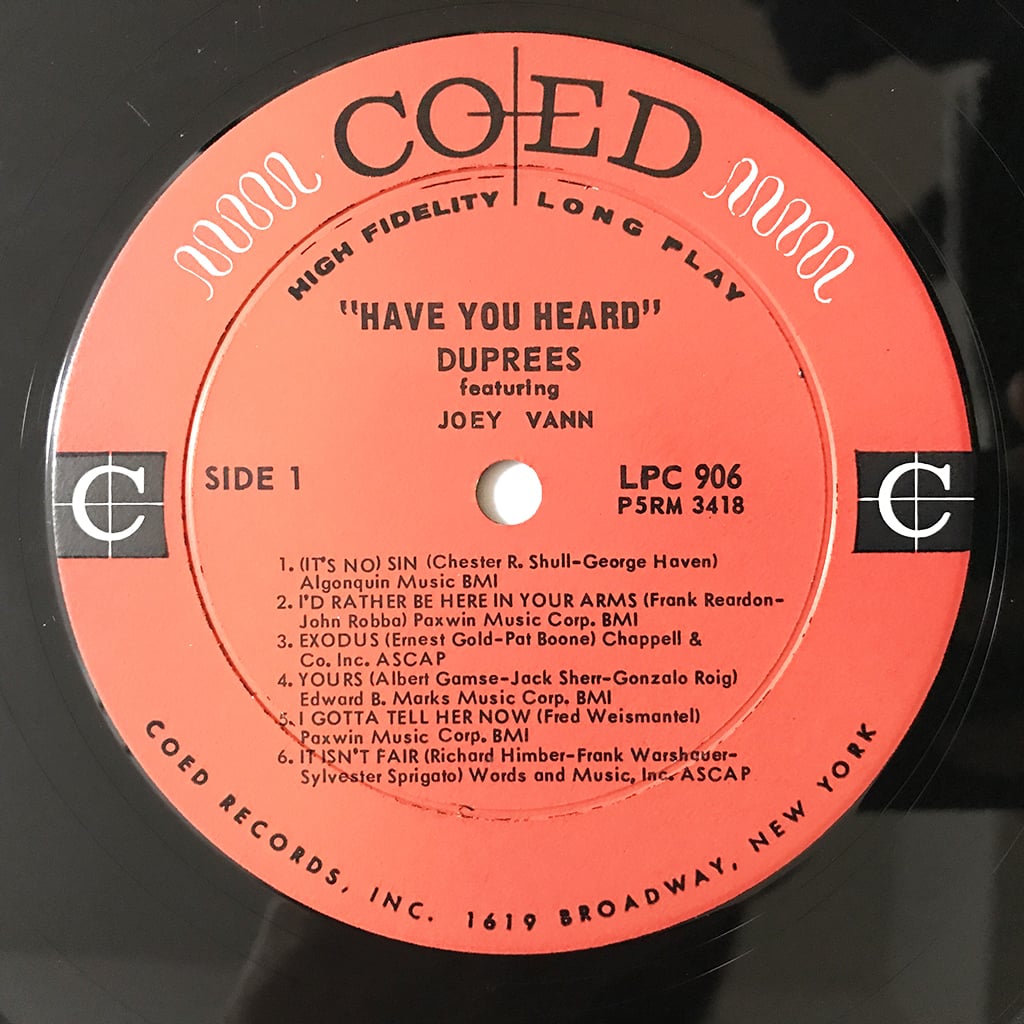 COED
HIGH FIDELITY LONG PLAY
"HAVE YOU HEARD"
DUPREES
featuring
JOEY VANN
SIDE 1
LPC 906
P5RM 3418
C
C
1. (IT'S NO) SIN (Chester R. Shull-George Haven)
Algonquin Music BMI
2. I'D RATHER BE HERE IN YOUR ARMS (Frank Reardon-
John Robba) Paxwin Music Corp. BMI
3. EXODUS (Ernest Gold-Pat Boone) Chappell &
Co. Inc. ASCAP
4. YOURS (Albert Gamse-Jack Sherr-Gonzalo Roig)
Edward B. Marks Music Corp. BMI
5. I GOTTA TELL HER NOW (Fred Weismantel)
Paxwin Music Corp. BMI
6. IT ISN'T FAIR (Richard Himber-Frank Warshauer-
Sylvester Sprigato) Words and Music, Inc. ASCAP
COED RECORDS, INC. 1619 BROADWAY, NEW YORK